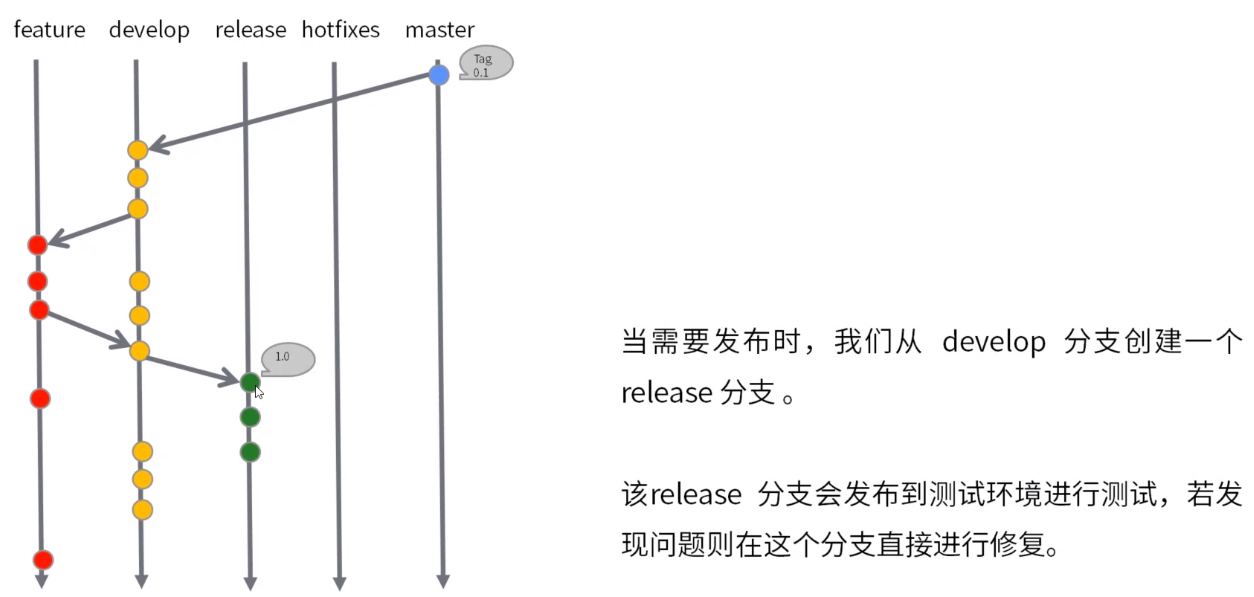 feature develop release hotfixes master
Tag
0.1
1.0
当需要发布时，我们从 develop 分支创建一个
release 分支 。
该release 分支会发布到测试环境进行测试，若发
现问题则在这个分支直接进行修复。